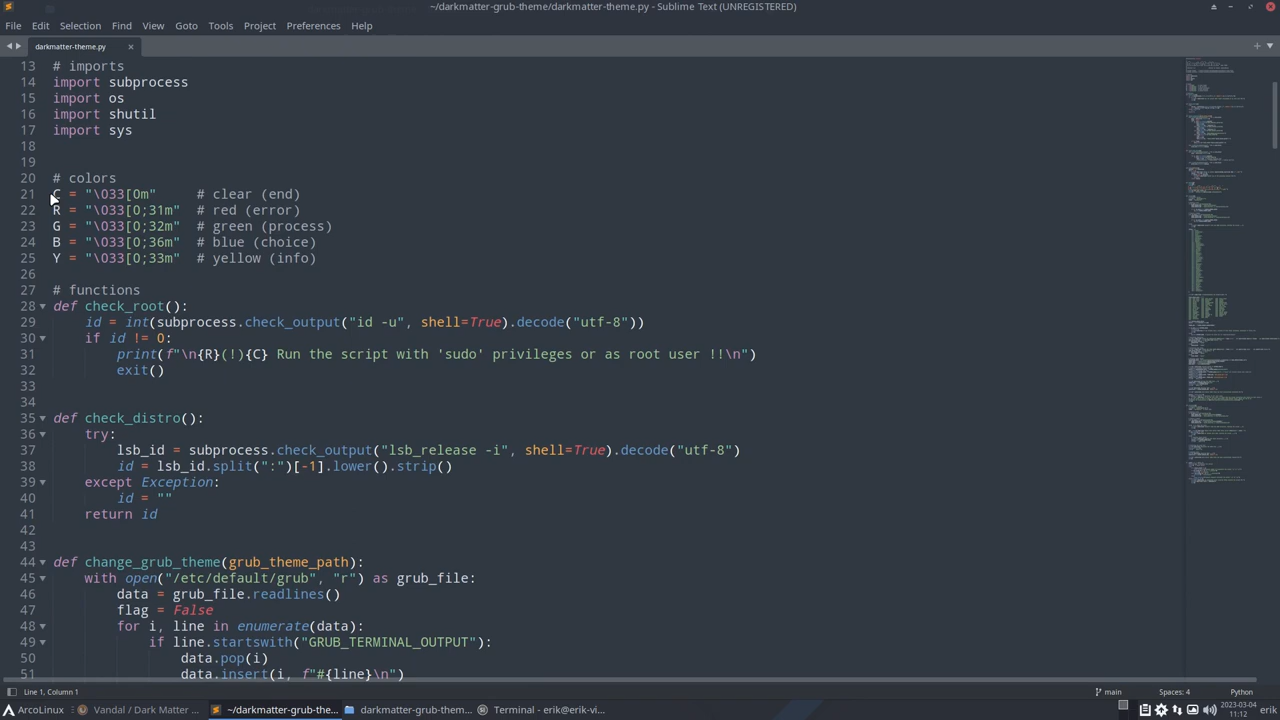 ~/darkmatter-grub-theme/darkmatter-theme.py - Sublime Text (UNREGISTERED)
File Edit Selection Find View Goto Tools Project Preferences Help
darkmatter-theme.py ×
13 # imports
14 import subprocess
15 import os
16 import shutil
17 import sys
18
19
20 # colors
21 C = "\033[0m" # clear (end)
22 R = "\033[0;31m" # red (error)
23 G = "\033[0;32m" # green (process)
24 B = "\033[0;36m" # blue (choice)
25 Y = "\033[0;33m" # yellow (info)
26
27 # functions
28 def check_root():
29 id = int(subprocess.check_output("id -u", shell=True).decode("utf-8"))
30 if id != 0:
31 print(f"\n{R}(!){C} Run the script with 'sudo' privileges or as root user !!\n")
32 exit()
33
34
35 def check_distro():
36 try:
37 lsb_id = subprocess.check_output("lsb_release -i", shell=True).decode("utf-8")
38 id = lsb_id.split(":")[-1].lower().strip()
39 except Exception:
40 id = ""
41 return id
42
43
44 def change_grub_theme(grub_theme_path):
45 with open("/etc/default/grub", "r") as grub_file:
46 data = grub_file.readlines()
47 flag = False
48 for i, line in enumerate(data):
49 if line.startswith("GRUB_TERMINAL_OUTPUT"):
50 data.pop(i)
51 data.insert(i, f"#{line}\n")
Line 1, Column 1 main Spaces: 4 Python
ArcoLinux Vandal / Dark Matter ... ~/darkmatter-grub-the... darkmatter-grub-them... Terminal - erik@erik-vi... 2023-03-04 erik
11:12